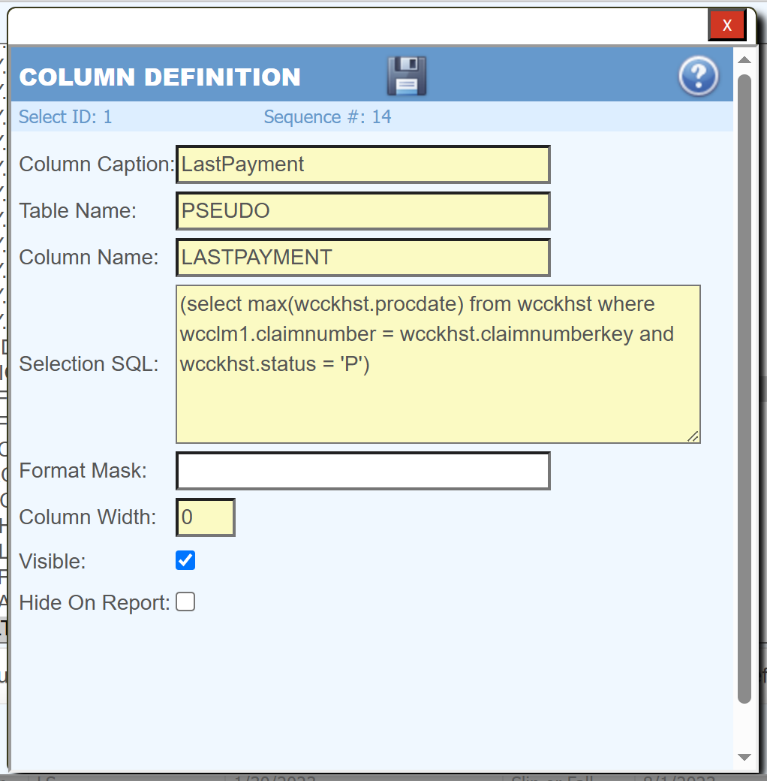 X
COLUMN DEFINITION
?
Select ID: 1 Sequence #: 14
Column Caption: LastPayment
Table Name: PSEUDO
Column Name: LASTPAYMENT
Selection SQL:
(select max(wcckhst.procdate) from wcckhst where
wcclm1.claimnumber = wcckhst.claimnumberkey and
wcckhst.status = 'P')
Format Mask:
Column Width: 0
Visible:
Hide On Report: